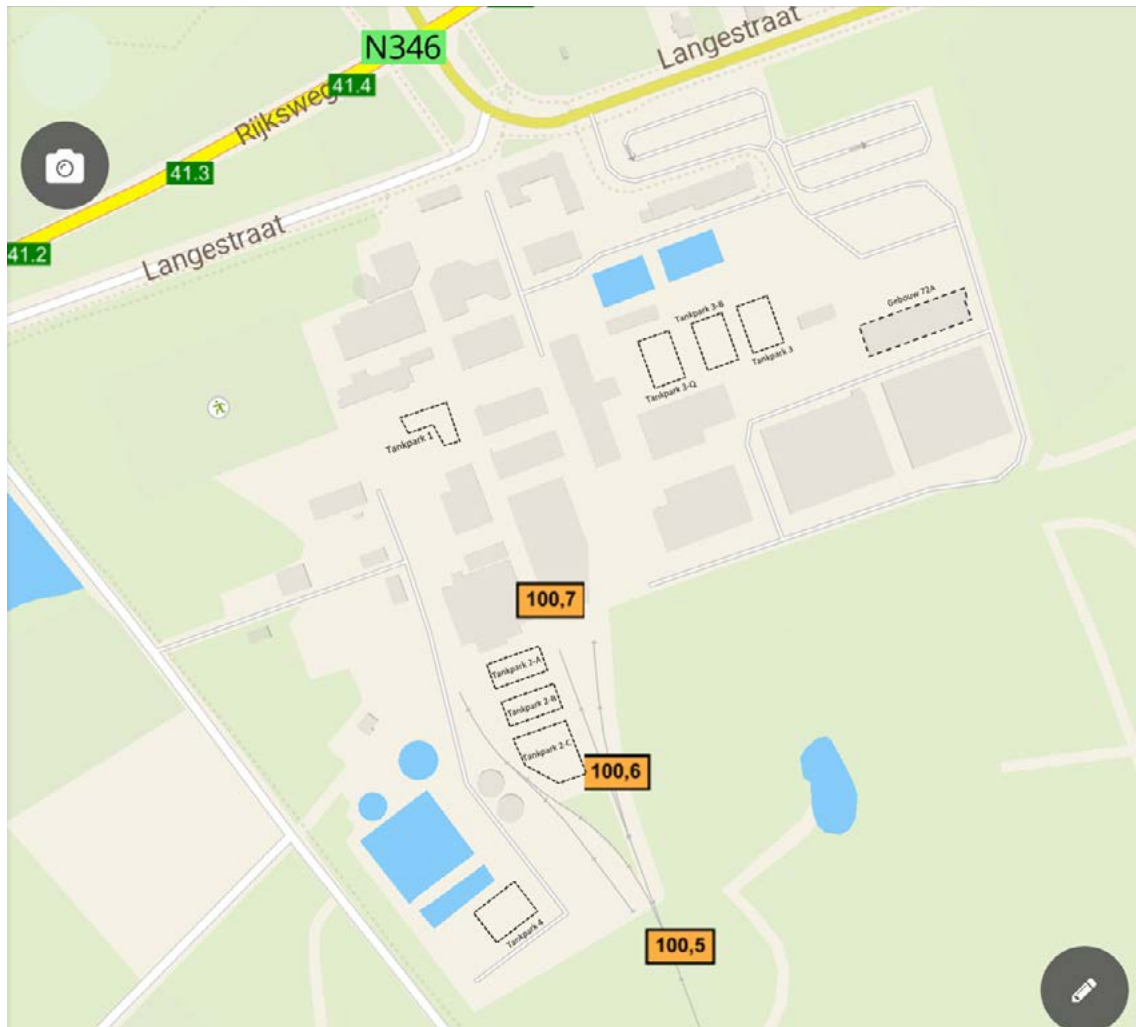 N346
Langestraat
41.4
Rijksweg
41.3
Langestraat
41.2
Gebouw 72A
Tankpark 3-B
Tankpark 3
Tankpark 3-Q
Tankpark 1
100,7
Tankpark 2-A
Tankpark 2-B
Tankpark 2-C
100,6
Tankpark 4
100,5